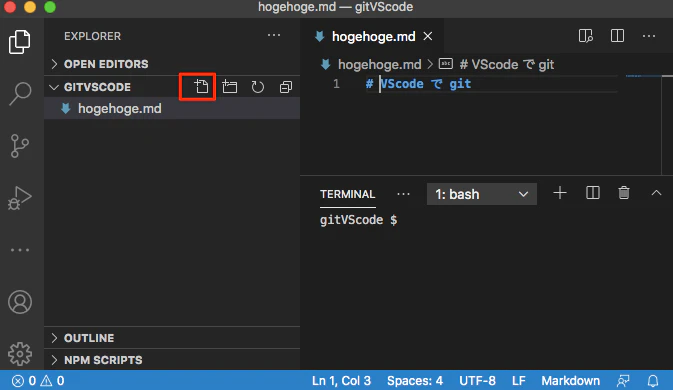 hogehoge.md — gitVScode
EXPLORER
OPEN EDITORS
GITVSCODE
hogehoge.md
OUTLINE
NPM SCRIPTS
hogehoge.md
hogehoge.md › abc # VScode で git
1 # VScode で git
TERMINAL 1: bash
gitVScode $
0 0 Ln 1, Col 3 Spaces: 4 UTF-8 LF Markdown